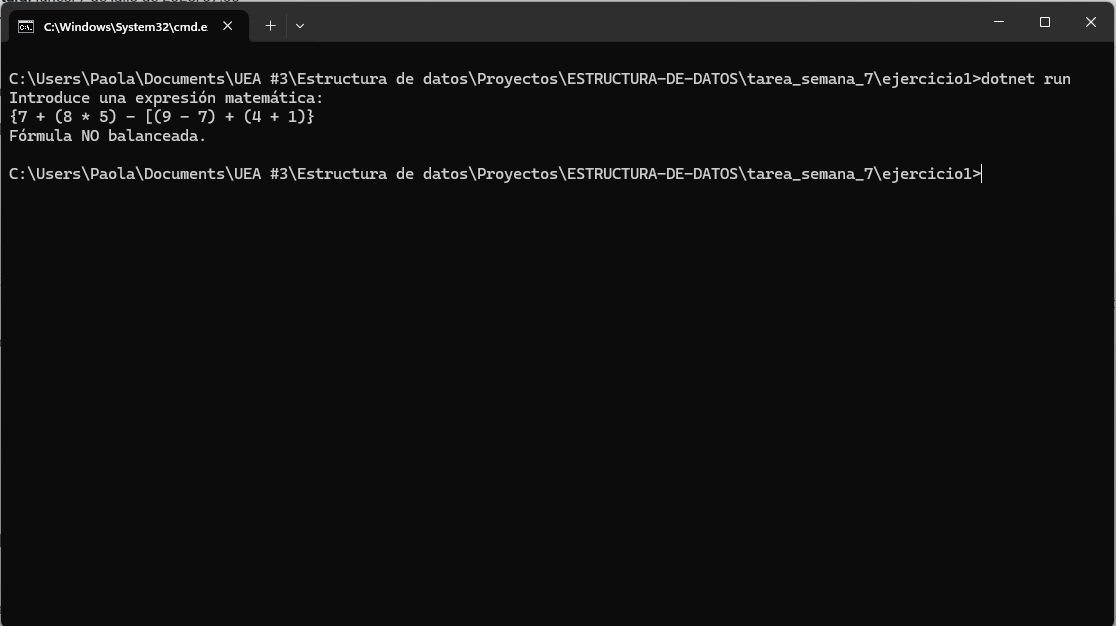 C:\Windows\System32\cmd.e
C:\Users\Paola\Documents\UEA #3\Estructura de datos\Proyectos\ESTRUCTURA-DE-DATOS\tarea_semana_7\ejercicio1>dotnet run
Introduce una expresión matemática:
{7 + (8 * 5) - [(9 - 7) + (4 + 1)}
Fórmula NO balanceada.
C:\Users\Paola\Documents\UEA #3\Estructura de datos\Proyectos\ESTRUCTURA-DE-DATOS\tarea_semana_7\ejercicio1>